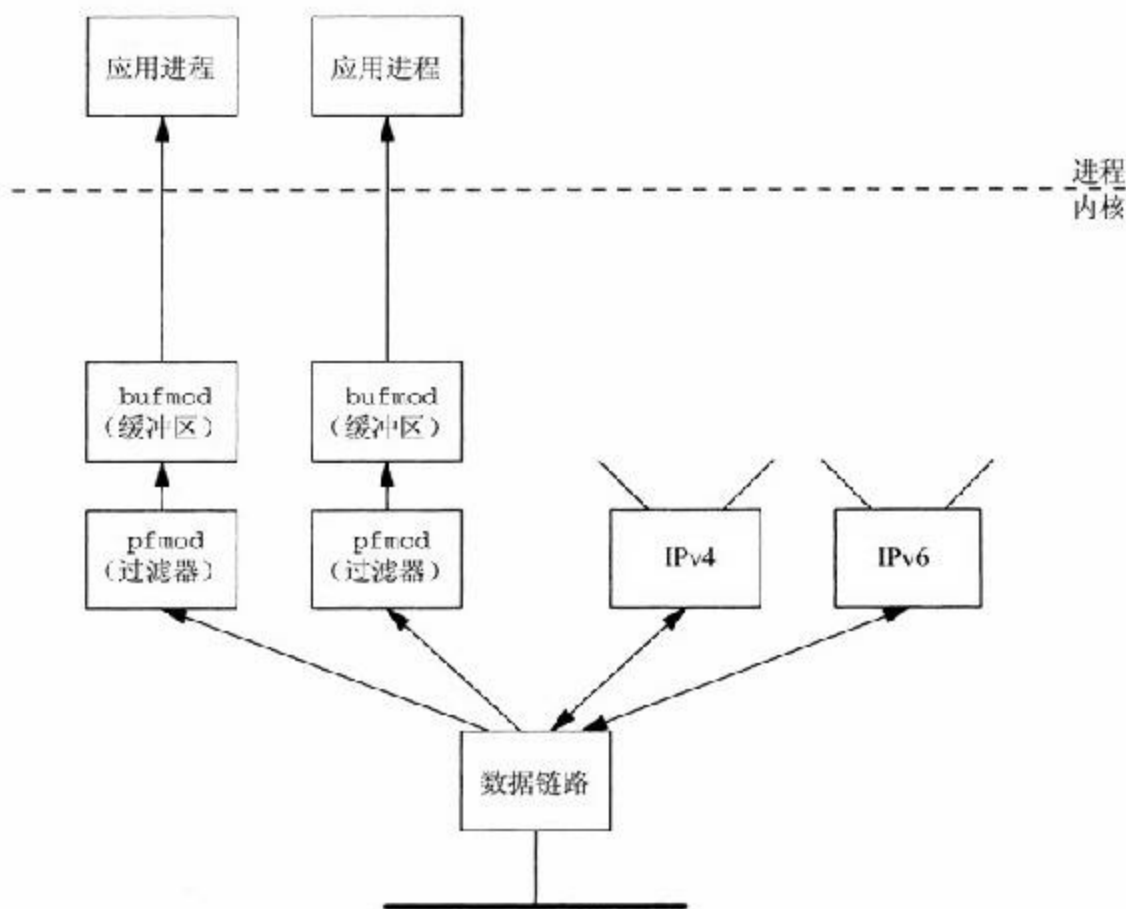 应用进程
应用进程
进程
内核
bufmod
(缓冲区)
bufmod
(缓冲区)
pfmod
(过滤器)
pfmod
(过滤器)
IPv4
IPv6
数据链路